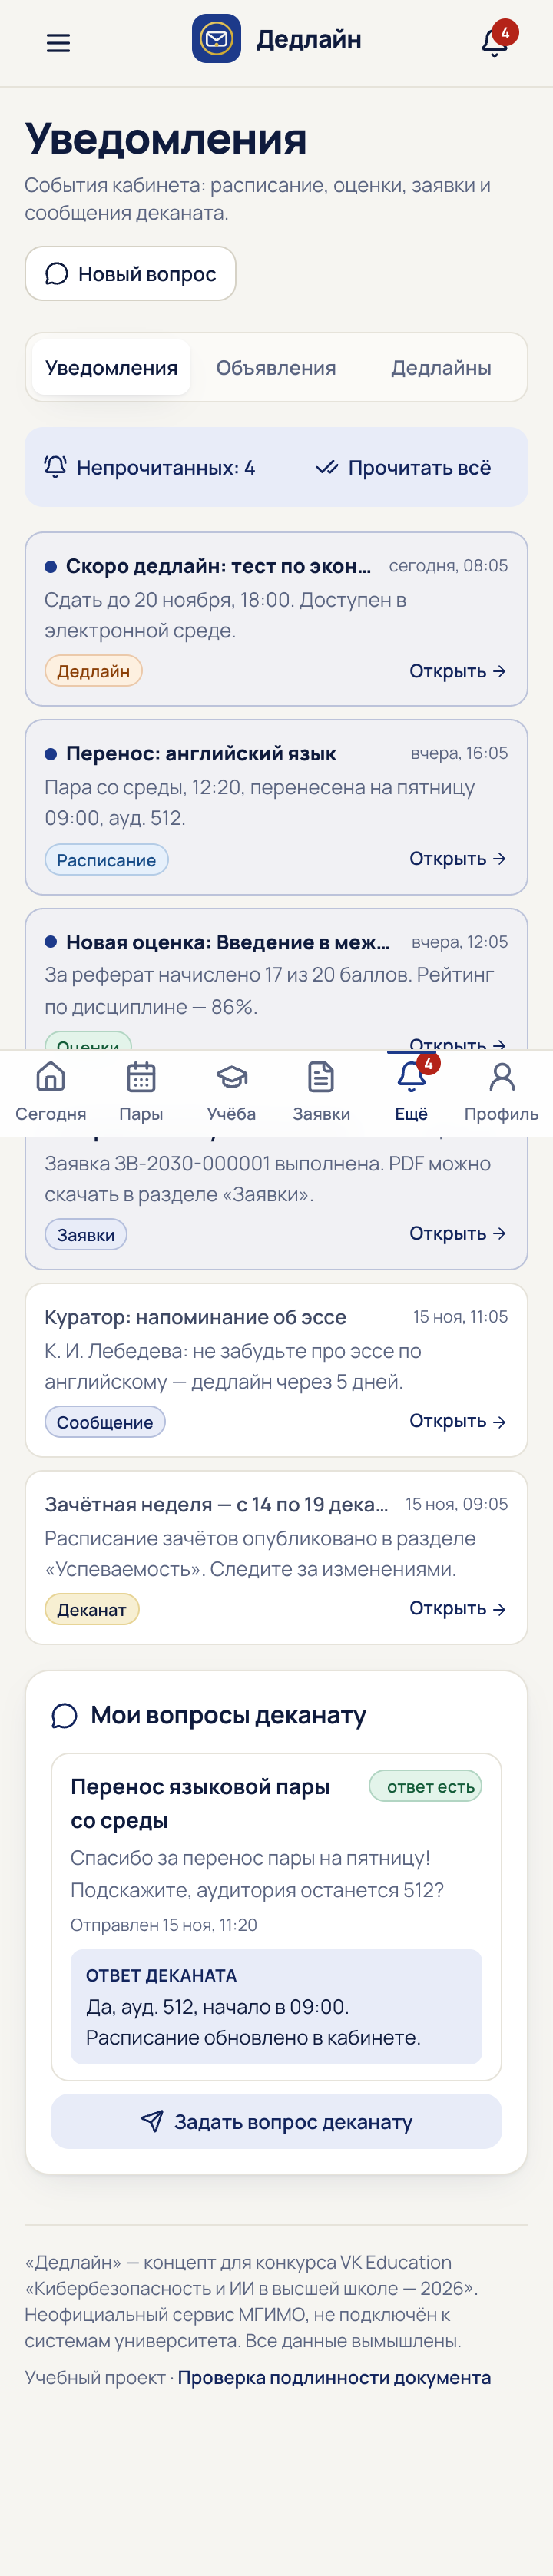 Дедлайн
4
Уведомления
События кабинета: расписание, оценки, заявки и
сообщения деканата.
Новый вопрос
Уведомления Объявления Дедлайны
Непрочитанных: 4 Прочитать всё
Скоро дедлайн: тест по экон... сегодня, 08:05
Сдать до 20 ноября, 18:00. Доступен в
электронной среде.
Дедлайн Открыть →
Перенос: английский язык вчера, 16:05
Пара со среды, 12:20, перенесена на пятницу
09:00, ауд. 512.
Расписание Открыть →
Новая оценка: Введение в меж... вчера, 12:05
За реферат начислено 17 из 20 баллов. Рейтинг
по дисциплине — 86%.
Оценки Открыть →
4
Сегодня Пары Учёба Заявки Ещё Профиль
Заявка ЗВ-2030-000001 выполнена. PDF можно
скачать в разделе «Заявки».
Заявки Открыть →
Куратор: напоминание об эссе 15 ноя, 11:05
К. И. Лебедева: не забудьте про эссе по
английскому — дедлайн через 5 дней.
Сообщение Открыть →
Зачётная неделя — с 14 по 19 дека... 15 ноя, 09:05
Расписание зачётов опубликовано в разделе
«Успеваемость». Следите за изменениями.
Деканат Открыть →
Мои вопросы деканату
Перенос языковой пары ответ есть
со среды
Спасибо за перенос пары на пятницу!
Подскажите, аудитория останется 512?
Отправлен 15 ноя, 11:20
ОТВЕТ ДЕКАНАТА
Да, ауд. 512, начало в 09:00.
Расписание обновлено в кабинете.
Задать вопрос деканату
«Дедлайн» — концепт для конкурса VK Education
«Кибербезопасность и ИИ в высшей школе — 2026».
Неофициальный сервис МГИМО, не подключён к
системам университета. Все данные вымышлены.
Учебный проект · Проверка подлинности документа